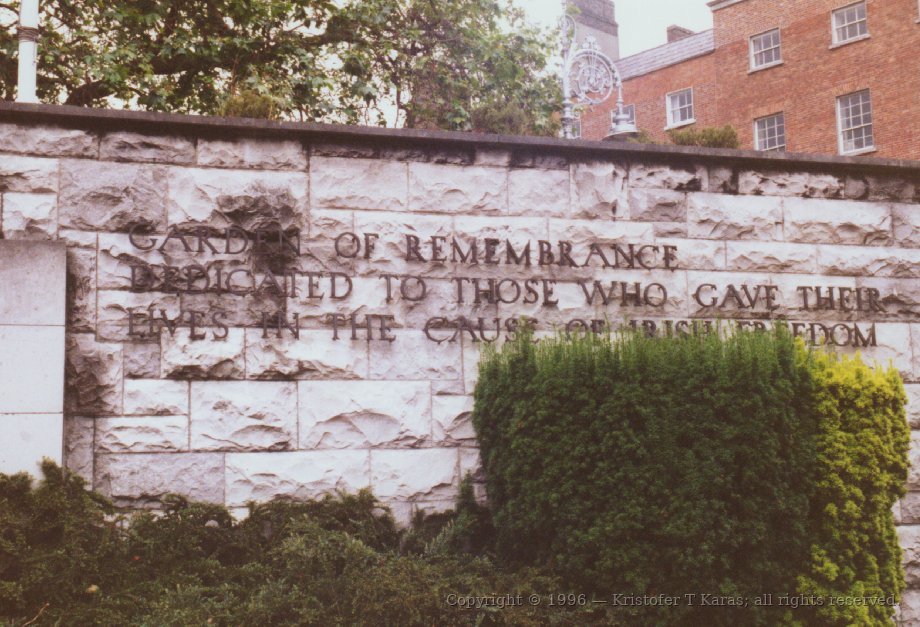 GARDEN OF REMEMBRANCE
DEDICATED TO THOSE WHO GAVE THEIR
LIVES IN THE CAUSE OF IRISH FREEDOM
Copyright © 1996 — Kristofer T Karas; all rights reserved.